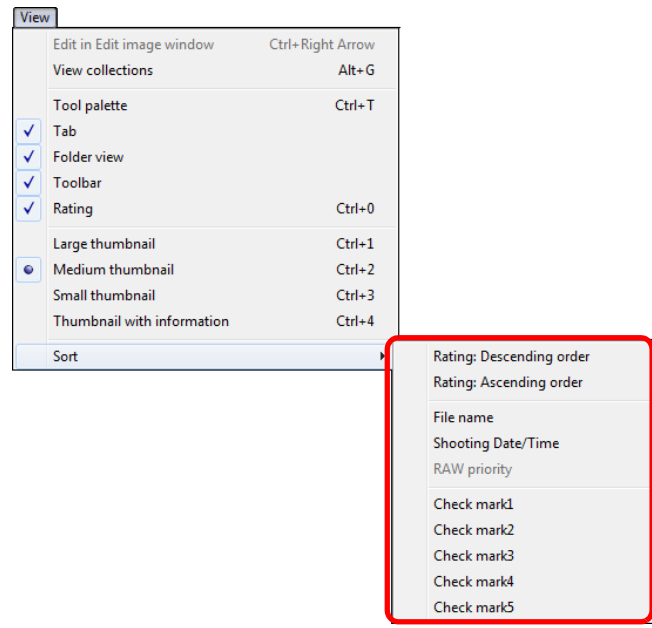 View
Edit in Edit image window Ctrl+Right Arrow
View collections Alt+G
Tool palette Ctrl+T
Tab
Folder view
Toolbar
Rating Ctrl+0
Large thumbnail Ctrl+1
Medium thumbnail Ctrl+2
Small thumbnail Ctrl+3
Thumbnail with information Ctrl+4
Sort
Rating: Descending order
Rating: Ascending order
File name
Shooting Date/Time
RAW priority
Check mark1
Check mark2
Check mark3
Check mark4
Check mark5